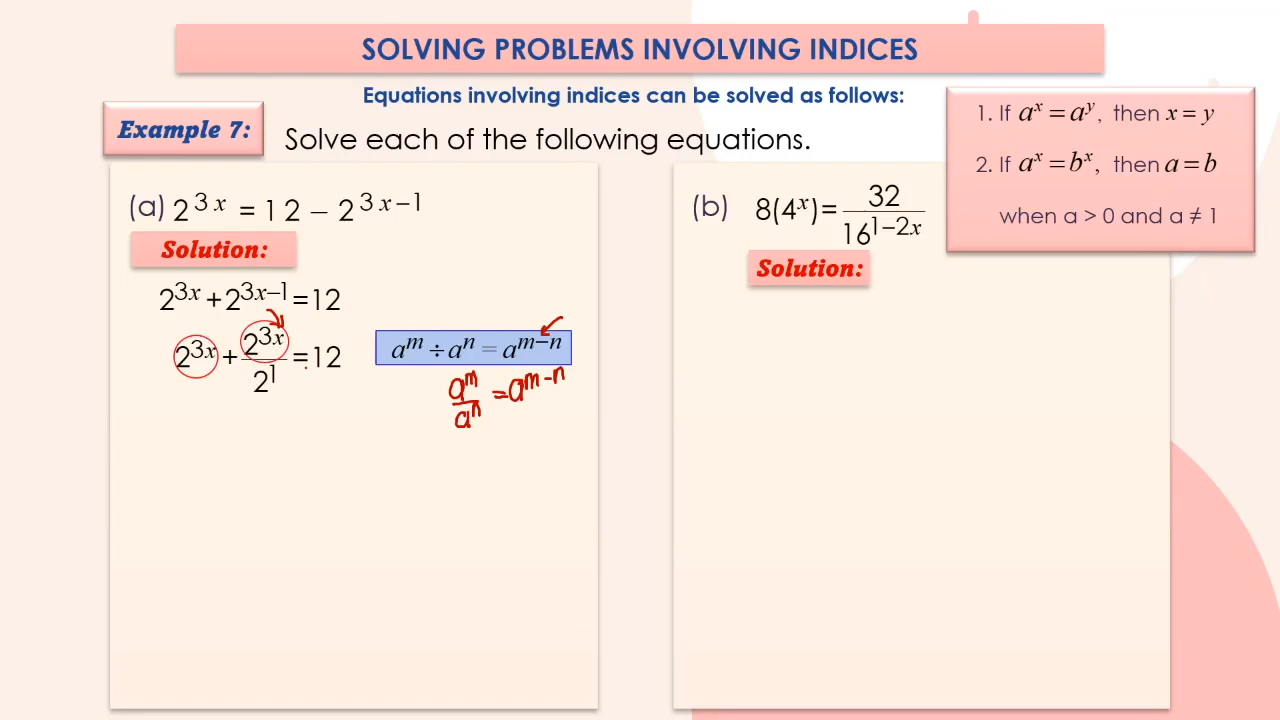 SOLVING PROBLEMS INVOLVING INDICES
Equations involving indices can be solved as follows:
Example 7:
Solve each of the following equations.
1. If a^x = a^y, then x = y
2. If a^x = b^x, then a = b
when a > 0 and a ≠ 1
(a) 2^{3x} = 12 − 2^{3x−1}
Solution:
2^{3x} + 2^{3x−1} = 12
2^{3x} + \frac{2^{3x}}{2^1} = 12
a^m ÷ a^n = a^{m−n}
\frac{a^m}{a^n} = a^{m-n}
(b) 8(4^x) = \frac{32}{16^{1−2x}}
Solution: